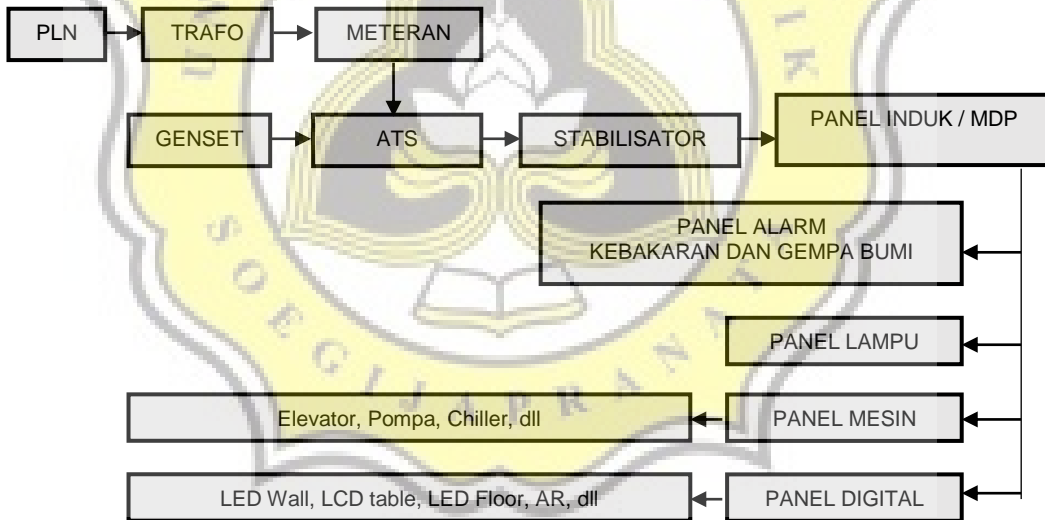 PLN
TRAFO
METERAN
GENSET
ATS
STABILISATOR
PANEL INDUK / MDP
PANEL ALARM
KEBAKARAN DAN GEMPA BUMI
PANEL LAMPU
Elevator, Pompa, Chiller, dll
PANEL MESIN
LED Wall, LCD table, LED Floor, AR, dll
PANEL DIGITAL
SOEGIJAPRANATA